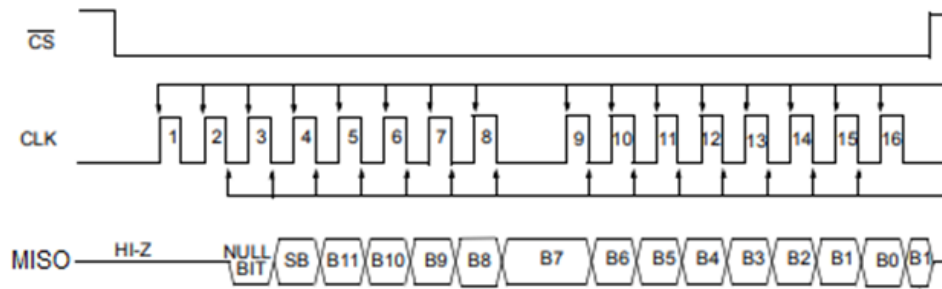 CS
CLK 1 2 3 4 5 6 7 8 9 10 11 12 13 14 15 16
MISO HI-Z NULL BIT SB B11 B10 B9 B8 B7 B6 B5 B4 B3 B2 B1 B0 B1